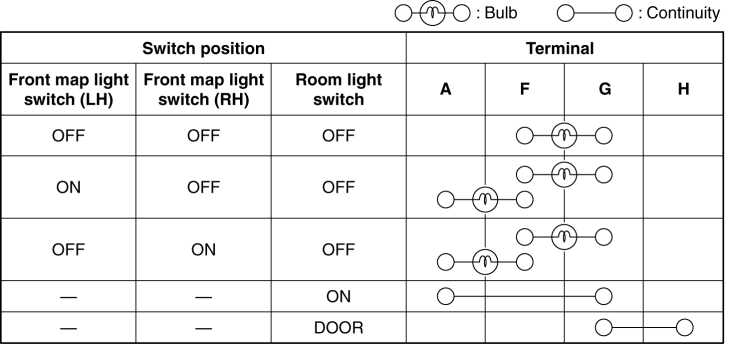 : Bulb : Continuity
Switch position Terminal
Front map light switch (LH) Front map light switch (RH) Room light switch A F G H
OFF OFF OFF
ON OFF OFF
OFF ON OFF
— — ON
— — DOOR